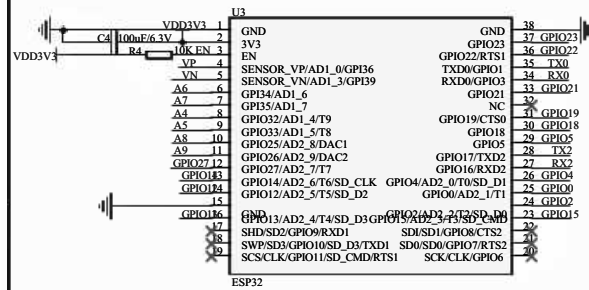 U3
VDD3V3 1 GND GND 38
C4 100uF/6.3V 2 3V3 GPIO23 37 GPIO23
VDD3V3 R4 10K EN 3 EN GPIO22/RTS1 36 GPIO22
VP 4 SENSOR_VP/AD1_0/GPI36 TXD0/GPIO1 35 TX0
VN 5 SENSOR_VN/AD1_3/GPI39 RXD0/GPIO3 34 RX0
A6 6 GPI34/AD1_6 GPIO21 33 GPIO21
A7 7 GPI35/AD1_7 NC 32
A4 8 GPIO32/AD1_4/T9 GPIO19/CTS0 31 GPIO19
A5 9 GPIO33/AD1_5/T8 GPIO18 30 GPIO18
A8 10 GPIO25/AD2_8/DAC1 GPIO5 29 GPIO5
A9 11 GPIO26/AD2_9/DAC2 GPIO17/TXD2 28 TX2
GPIO27 12 GPIO27/AD2_7/T7 GPIO16/RXD2 27 RX2
13 GPIO14/AD2_6/T6/SD_CLK GPIO4/AD2_0/T0/SD_D1 26 GPIO4
14 GPIO12/AD2_5/T5/SD_D2 GPIO0/AD2_1/T1 25 GPIO0
15 GND GPIO2/AD2_2/T2/SD_D0 24 GPIO2
16 GPIO13/AD2_4/T4/SD_D3 GPIO15/AD2_3/T3/SD_CMD 23 GPIO15
17 SHD/SD2/GPIO9/RXD1 SDI/SD1/GPIO8/CTS2 22
18 SWP/SD3/GPIO10/SD_D3/TXD1 SD0/SD0/GPIO7/RTS2 21
19 SCS/CLK/GPIO11/SD_CMD/RTS1 SCK/CLK/GPIO6 20
ESP32